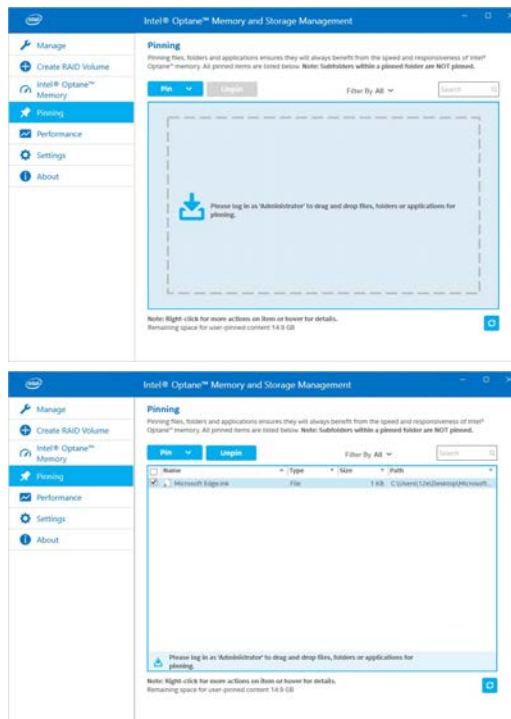 intel
Intel® Optane™ Memory and Storage Management
Manage
Create RAID Volume
Intel® Optane™
Memory
Pinning
Performance
Settings
About
Pinning
Pinning files, folders and applications ensures they will always benefit from the speed and responsiveness of Intel®
Optane™ memory. All pinned items are listed below. Note: Subfolders within a pinned folder are NOT pinned.
Pin
Unpin
Filter By All
Search
Please log in as 'Administrator' to drag and drop files, folders or applications for
pinning.
Note: Right-click for more actions on item or hover for details.
Remaining space for user-pinned content 14.9 GB
intel
Intel® Optane™ Memory and Storage Management
Manage
Create RAID Volume
Intel® Optane™
Memory
Pinning
Performance
Settings
About
Pinning
Pinning files, folders and applications ensures they will always benefit from the speed and responsiveness of Intel®
Optane™ memory. All pinned items are listed below. Note: Subfolders within a pinned folder are NOT pinned.
Pin
Unpin
Filter By All
Search
Name Type Size Path
Microsoft Edge.lnk File 1 KB
Please log in as 'Administrator' to drag and drop files, folders or applications for
pinning.
Note: Right-click for more actions on item or hover for details.
Remaining space for user-pinned content 14.9 GB